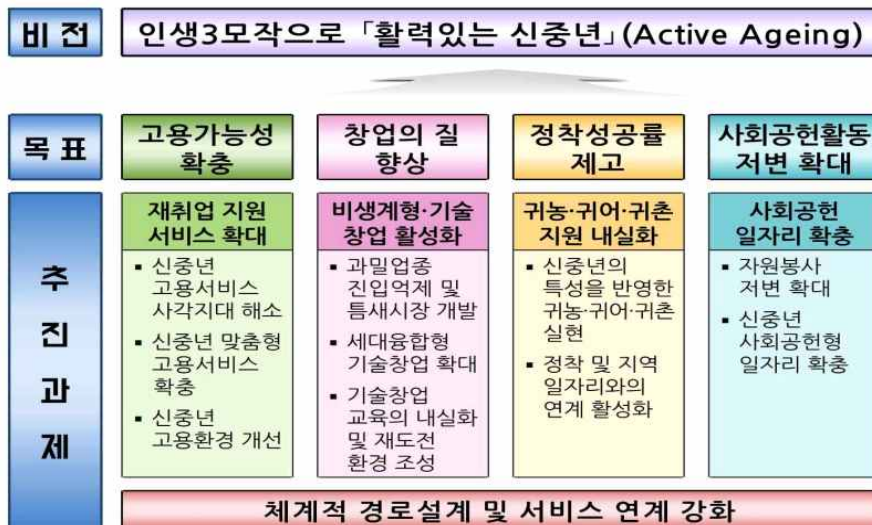 비 전
인생3모작으로 「활력있는 신중년」(Active Ageing)
목 표
고용가능성
확충
창업의 질
향상
정착성공률
제고
사회공헌활동
저변 확대
추
진
과
제
재취업 지원
서비스 확대
▪ 신중년
고용서비스
사각지대 해소
▪ 신중년 맞춤형
고용서비스
확충
▪ 신중년
고용환경 개선
비생계형·기술
창업 활성화
▪ 과밀업종
진입억제 및
틈새시장 개발
▪ 세대융합형
기술창업 확대
▪ 기술창업
교육의 내실화
및 재도전
환경 조성
귀농·귀어·귀촌
지원 내실화
▪ 신중년의
특성을 반영한
귀농·귀어·귀촌
실현
▪ 정착 및 지역
일자리와의
연계 활성화
사회공헌
일자리 확충
▪ 자원봉사
저변 확대
▪ 신중년
사회공헌형
일자리 확충
체계적 경로설계 및 서비스 연계 강화